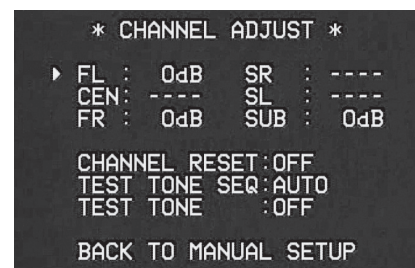 * CHANNEL ADJUST *
FL : 0dB SR : ----
CEN: ---- SL : ----
FR : 0dB SUB : 0dB
CHANNEL RESET:OFF
TEST TONE SEQ:AUTO
TEST TONE :OFF
BACK TO MANUAL SETUP